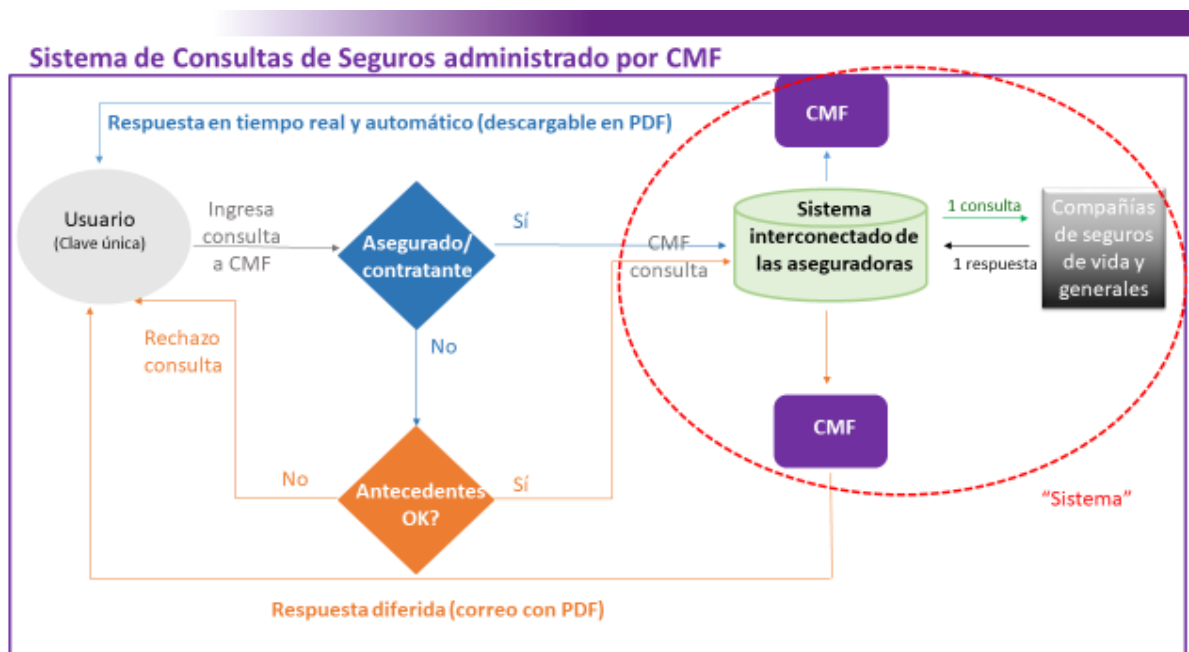 Sistema de Consultas de Seguros administrado por CMF
Respuesta en tiempo real y automático (descargable en PDF)
CMF
Usuario
(Clave única)
Ingresa
consulta
a CMF
Asegurado/
contratante
Sí
CMF
consulta
Sistema
interconectado de
las aseguradoras
1 consulta
1 respuesta
Compañías
de seguros
de vida y
generales
Rechazo
consulta
No
CMF
No
Antecedentes
OK?
Sí
"Sistema"
Respuesta diferida (correo con PDF)